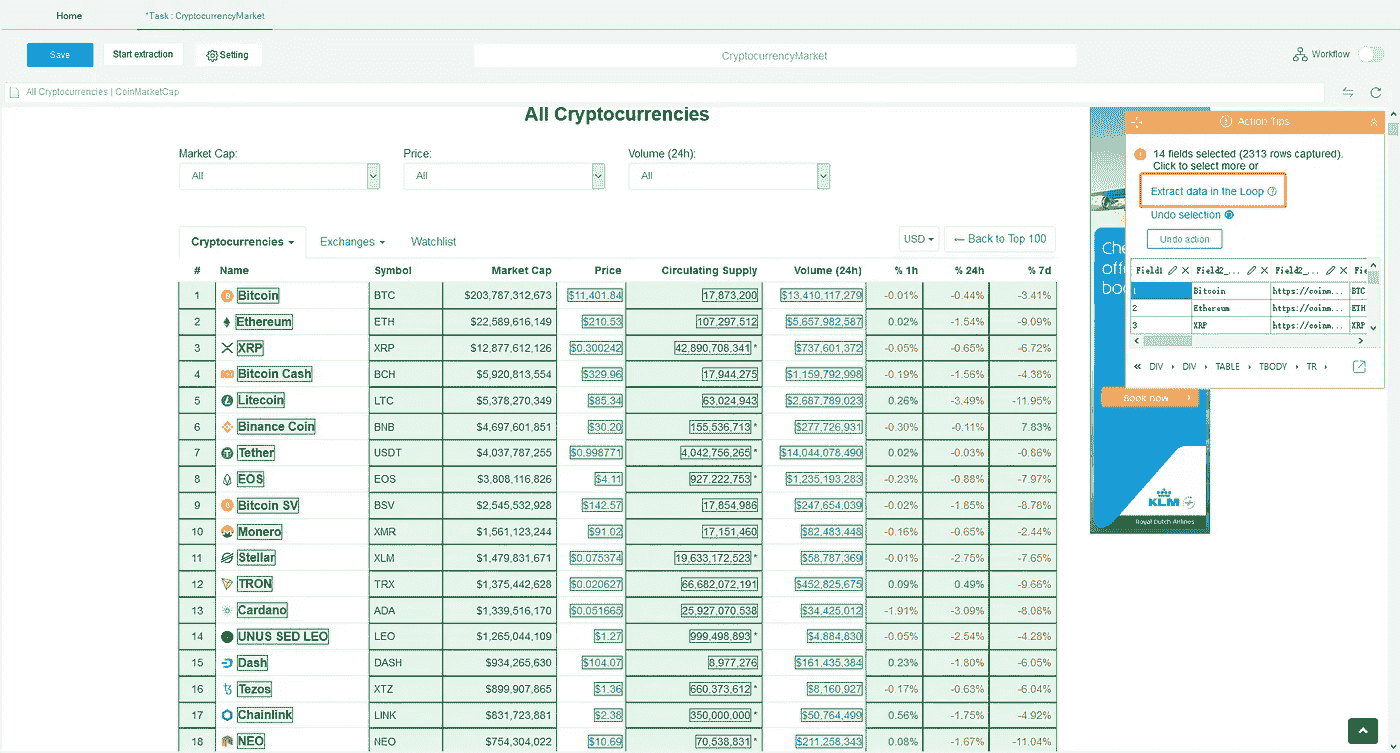 Home *Task : CryptocurrencyMarket
Save Start extraction Setting CryptocurrencyMarket Workflow
All Cryptocurrencies | CoinMarketCap
All Cryptocurrencies
Market Cap: Price: Volume (24h):
All All All
Cryptocurrencies Exchanges Watchlist USD ← Back to Top 100
# Name Symbol Market Cap Price Circulating Supply Volume (24h) % 1h % 24h % 7d
1 Bitcoin BTC $203,787,312,673 $11,401.84 17,873,200 $13,410,117,279 -0.01% -0.44% -3.41%
2 Ethereum ETH $22,589,616,149 $210.53 107,297,512 $5,657,982,587 0.02% -1.54% -9.09%
3 XRP XRP $12,877,612,126 $0.300242 42,890,708,341 * $737,601,372 -0.05% -0.65% -6.72%
4 Bitcoin Cash BCH $5,920,813,554 $329.96 17,944,275 $1,159,792,998 -0.19% -1.56% -4.38%
5 Litecoin LTC $5,378,270,349 $85.34 63,024,943 $2,687,789,023 0.26% -3.49% -11.95%
6 Binance Coin BNB $4,697,601,851 $30.20 155,536,713 * $277,726,931 -0.30% -0.11% 7.83%
7 Tether USDT $4,037,787,255 $0.998771 4,042,756,265 * $14,044,078,490 0.02% -0.03% -0.86%
8 EOS EOS $3,808,116,826 $4.11 927,222,753 * $1,235,193,283 -0.23% -0.88% -7.97%
9 Bitcoin SV BSV $2,545,532,928 $142.57 17,854,986 $247,654,039 -0.02% -1.85% -8.78%
10 Monero XMR $1,561,123,244 $91.02 17,151,460 $82,483,448 -0.16% -0.65% -2.44%
11 Stellar XLM $1,479,831,671 $0.075374 19,633,172,523 * $58,787,369 -0.01% -2.75% -7.65%
12 TRON TRX $1,375,442,628 $0.020627 66,682,072,191 $452,825,675 0.09% 0.49% -9.66%
13 Cardano ADA $1,339,516,170 $0.051665 25,927,070,538 $34,425,012 -1.91% -3.09% -8.08%
14 UNUS SED LEO LEO $1,265,044,109 $1.27 999,498,893 * $4,884,830 -0.05% -2.54% -4.28%
15 Dash DASH $934,265,630 $104.07 8,977,276 $161,435,384 0.23% -1.80% -6.05%
16 Tezos XTZ $899,907,865 $1.36 660,373,612 * $8,160,927 -0.17% -0.63% -6.04%
17 Chainlink LINK $831,723,881 $2.38 350,000,000 * $50,764,499 0.56% -1.75% -4.92%
18 NEO NEO $754,304,022 $10.69 70,538,831 * $211,258,343 0.08% -1.67% -11.04%
Action Tips
14 fields selected (2313 rows captured).
Click to select more or
Extract data in the Loop
Undo selection
Undo action
Field1 Field2_... Field2_... Fie
1 Bitcoin https://coinm... BTC
2 Ethereum https://coinm... ETH
3 XRP https://coinm... XRP
« DIV DIV TABLE TBODY TR
Book now
KLM
Royal Dutch Airlines